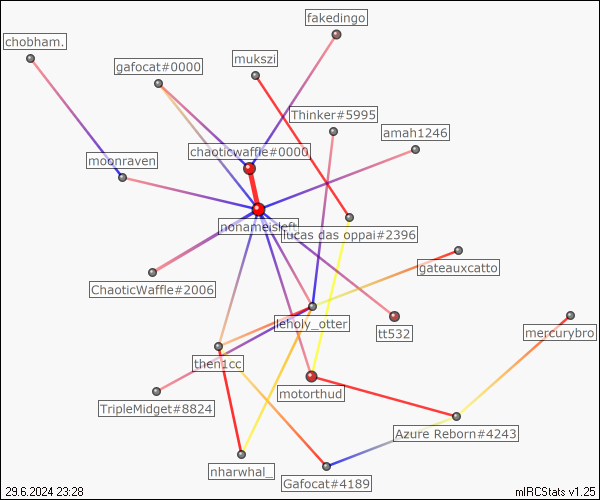 fakedingo
chobham.
mukszi
gafocat#0000
Thinker#5995
amah1246
chaoticwaffle#0000
moonraven
nonameisleft
lucas das oppai#2396
gateauxcatto
ChaoticWaffle#2006
leholy_otter
tt532
mercurybro
then1cc
motorthud
TripleMidget#8824
Azure Reborn#4243
nharwhal_
Gafocat#4189
29.6.2024 23:28
mIRCStats v1.25